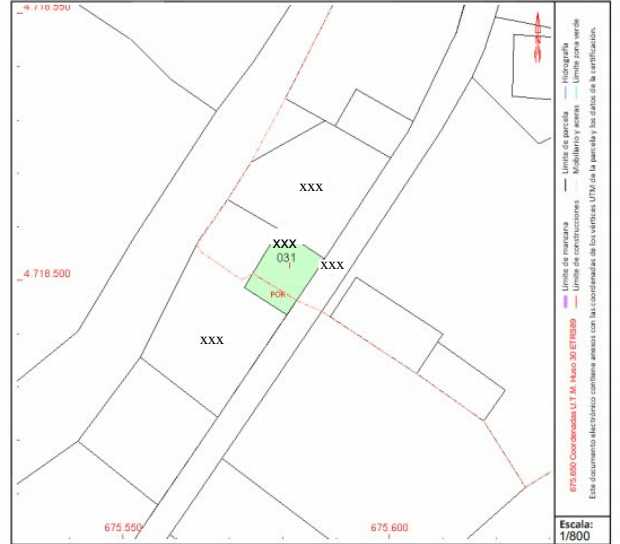 4.718.550
xxx
xxx
031
I
xxx
POR
4.718.500
xxx
675.550
675.600
Límite de manzana
Límite de parcela
Hidrografía
Límite de construcciones
Mobiliario y aceras
Límite zona verde
675.650 Coordenadas U.T.M. Huso 30 ETRS89
Este documento electrónico contiene anexos con las coordenadas de los vértices UTM de la parcela y los datos de la certificación.
Escala:
1/800